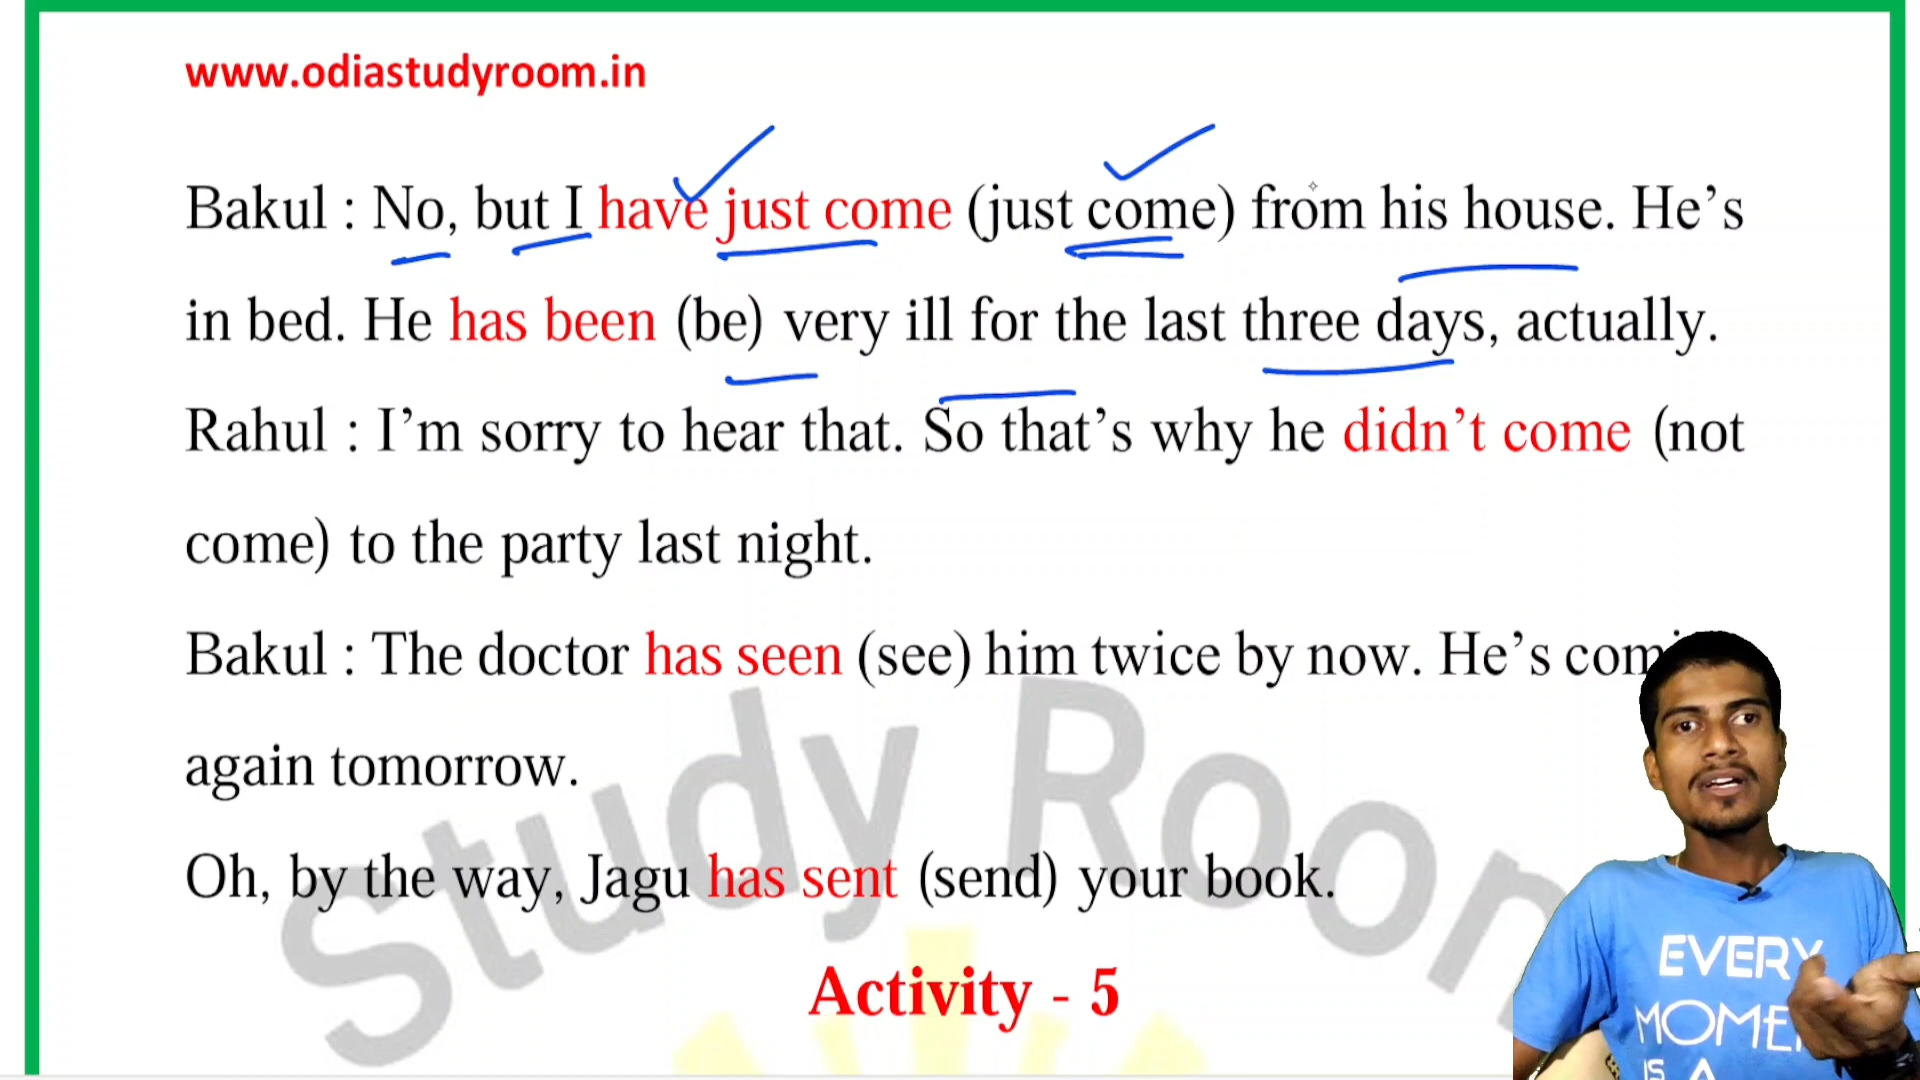 www.odiastudyroom.in
Bakul : No, but I have just come (just come) from his house. He's
in bed. He has been (be) very ill for the last three days, actually.
Rahul : I'm sorry to hear that. So that's why he didn't come (not
come) to the party last night.
Bakul : The doctor has seen (see) him twice by now. He's
again tomorrow.
Oh, by the way, Jagu has sent (send) your book.
Study Room
Activity - 5
EVERY
IS A